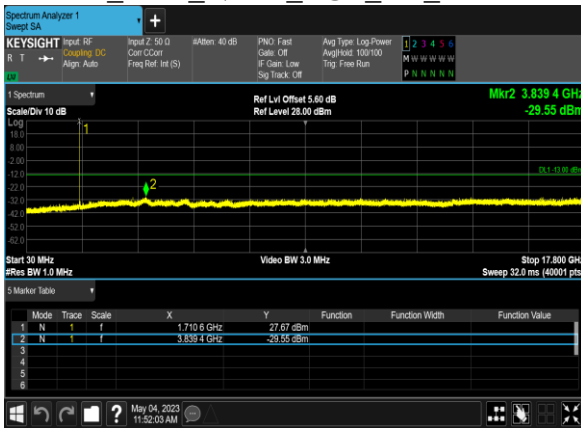 Spectrum Analyzer 1
Swept SA
+
KEYSIGHT Input: RF Input Z: 50 Ω #Atten: 40 dB PNO: Fast Avg Type: Log-Power 1 2 3 4 5 6
R T Coupling: DC Corr CCorr Gate: Off Avg|Hold: 100/100 M W W W W W
Align: Auto Freq Ref: Int (S) IF Gain: Low Trig: Free Run
LV Sig Track: Off P N N N N N
1 Spectrum Ref Lvl Offset 5.60 dB Mkr2 3.839 4 GHz
Scale/Div 10 dB Ref Level 28.00 dBm -29.55 dBm
Log
18.0
8.00
-2.00
-12.0
-22.0
-32.0
-42.0
-52.0
-62.0
1
DL1 -13.00 dBm
2
Start 30 MHz Video BW 3.0 MHz Stop 17.800 GHz
#Res BW 1.0 MHz Sweep 32.0 ms (40001 pts
5 Marker Table
Mode Trace Scale X Y Function Function Width Function Value
1 N 1 f 1.710 6 GHz 27.67 dBm
2 N 1 f 3.839 4 GHz -29.55 dBm
3
4
5
6
? May 04, 2023
11:52:03 AM